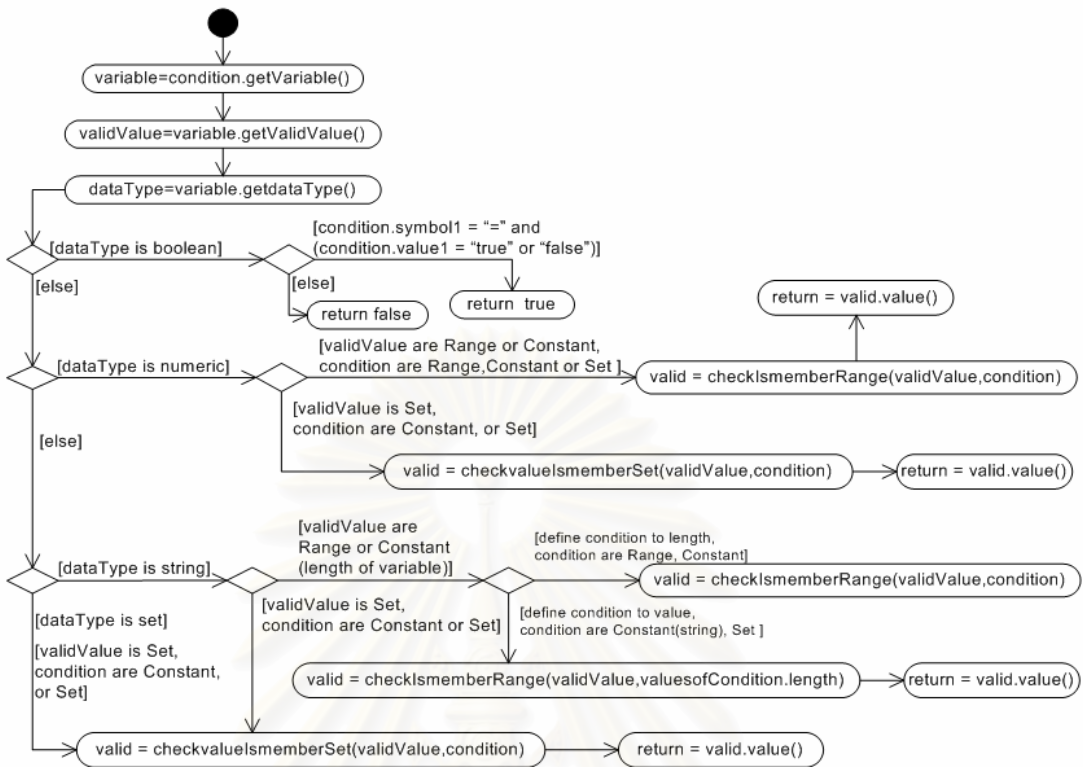 variable=condition.getVariable()
validValue=variable.getValidValue()
dataType=variable.getdataType()
[condition.symbol1 = “=” and
(condition.value1 = “true” or “false”)]
[dataType is boolean]
[else]
[else]
return false
return true
return = valid.value()
[validValue are Range or Constant,
condition are Range,Constant or Set ]
[dataType is numeric]
valid = checkIsmemberRange(validValue,condition)
[validValue is Set,
condition are Constant, or Set]
[else]
valid = checkvalueIsmemberSet(validValue,condition)
return = valid.value()
[validValue are
Range or Constant
(length of variable)]
[define condition to length,
condition are Range, Constant]
[dataType is string]
valid = checkIsmemberRange(validValue,condition)
[validValue is Set,
condition are Constant or Set]
[define condition to value,
condition are Constant(string), Set ]
[dataType is set]
[validValue is Set,
condition are Constant,
or Set]
valid = checkIsmemberRange(validValue,valuesofCondition.length)
return = valid.value()
valid = checkvalueIsmemberSet(validValue,condition)
return = valid.value()